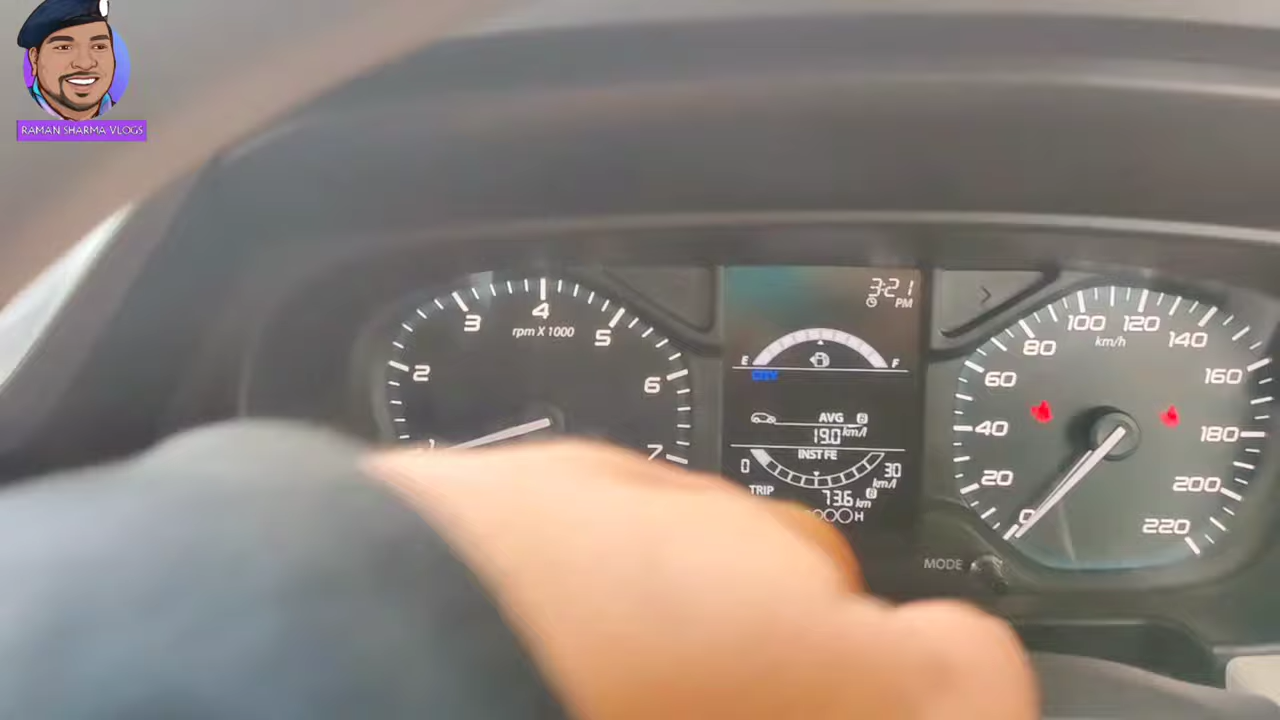 RAMAN SHARMA VLOGS
2
3
4
5
6
7
rpm X 1000
3:21
PM
E
F
CITY
AVG B
19.0 km/l
INST FE
0
30
km/l
TRIP
73.6 km B
H
MODE
0
20
40
60
80
100
120
140
160
180
200
220
km/h